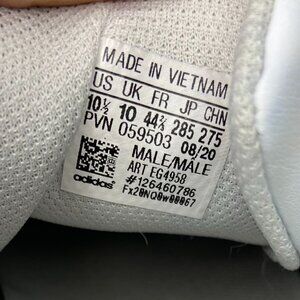 MADE IN VIETNAM
US UK FR JP CHN
10½ 10 44⅔ 285 275
PVN 059503 08/20
MALE/MALE
ART EG4958
#126460786
adidas
Fx20NQ0w00067